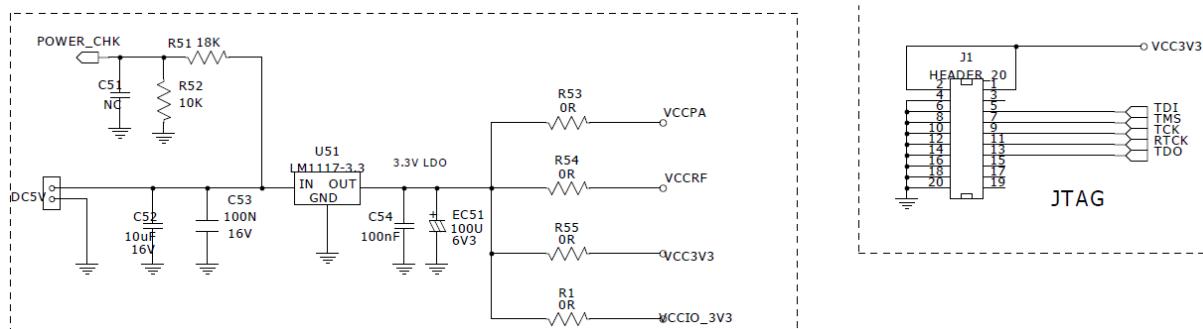 POWER_CHK
R51 18K
C51
NC
R52
10K
R53
0R
VCCPA
U51
LM1117-3.3
3.3V LDO
IN OUT
GND
R54
0R
VCCRF
DC5V
C52
10uF
16V
C53
100N
16V
C54
100nF
EC51
100U
6V3
R55
0R
VCC3V3
R1
0R
VCCIO_3V3
VCC3V3
J1
HEADER_20
2 1
4 3
6 5 TDI
8 7 TMS
10 9 TCK
12 11 RTCK
14 13 TDO
16 15
18 17
20 19
JTAG